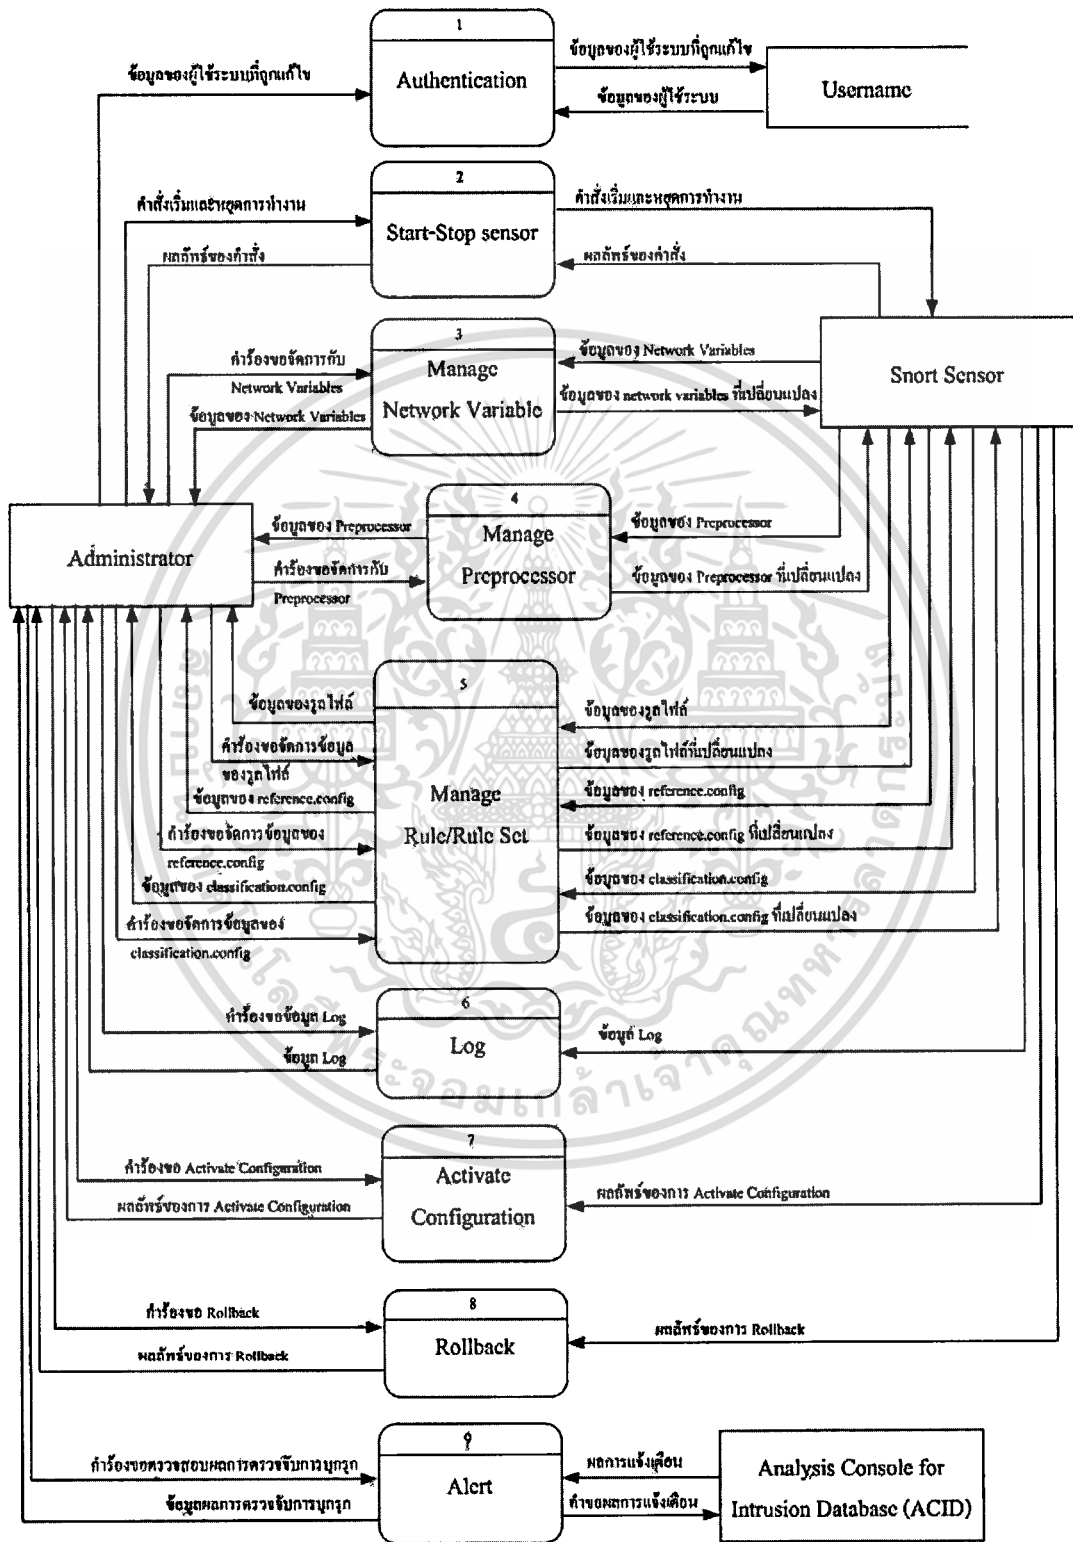 1
Authentication
ข้อมูลของผู้ใช้ระบบที่ถูกแก้ไข
ข้อมูลของผู้ใช้ระบบที่ถูกแก้ไข
ข้อมูลของผู้ใช้ระบบ
Username
2
Start-Stop sensor
คำสั่งเริ่มและหยุดการทำงาน
ผลลัพธ์ของคำสั่ง
คำสั่งเริ่มและหยุดการทำงาน
ผลลัพธ์ของคำสั่ง
3
Manage
Network Variable
คำร้องขอจัดการกับ
Network Variables
ข้อมูลของ Network Variables
ข้อมูลของ Network Variables
ข้อมูลของ network variables ที่เปลี่ยนแปลง
Snort Sensor
Administrator
4
Manage
Preprocessor
ข้อมูลของ Preprocessor
คำร้องขอจัดการกับ
Preprocessor
ข้อมูลของ Preprocessor
ข้อมูลของ Preprocessor ที่เปลี่ยนแปลง
5
Manage
Rule/Rule Set
ข้อมูลของรูลไฟล์
คำร้องขอจัดการข้อมูล
ของรูลไฟล์
ข้อมูลของ reference.config
คำร้องขอจัดการข้อมูลของ
reference.config
ข้อมูลของ classification.config
คำร้องขอจัดการข้อมูลของ
classification.config
ข้อมูลของรูลไฟล์
ข้อมูลของรูลไฟล์ที่เปลี่ยนแปลง
ข้อมูลของ reference.config
ข้อมูลของ reference.config ที่เปลี่ยนแปลง
ข้อมูลของ classification.config
ข้อมูลของ classification.config ที่เปลี่ยนแปลง
6
Log
คำร้องขอข้อมูล Log
ข้อมูล Log
ข้อมูล Log
7
Activate
Configuration
คำร้องขอ Activate Configuration
ผลลัพธ์ของการ Activate Configuration
ผลลัพธ์ของการ Activate Configuration
8
Rollback
คำร้องขอ Rollback
ผลลัพธ์ของการ Rollback
ผลลัพธ์ของการ Rollback
9
Alert
คำร้องขอตรวจสอบผลการตรวจจับการบุกรุก
ข้อมูลผลการตรวจจับการบุกรุก
ผลการแจ้งเตือน
คำขอผลการแจ้งเตือน
Analysis Console for
Intrusion Database (ACID)